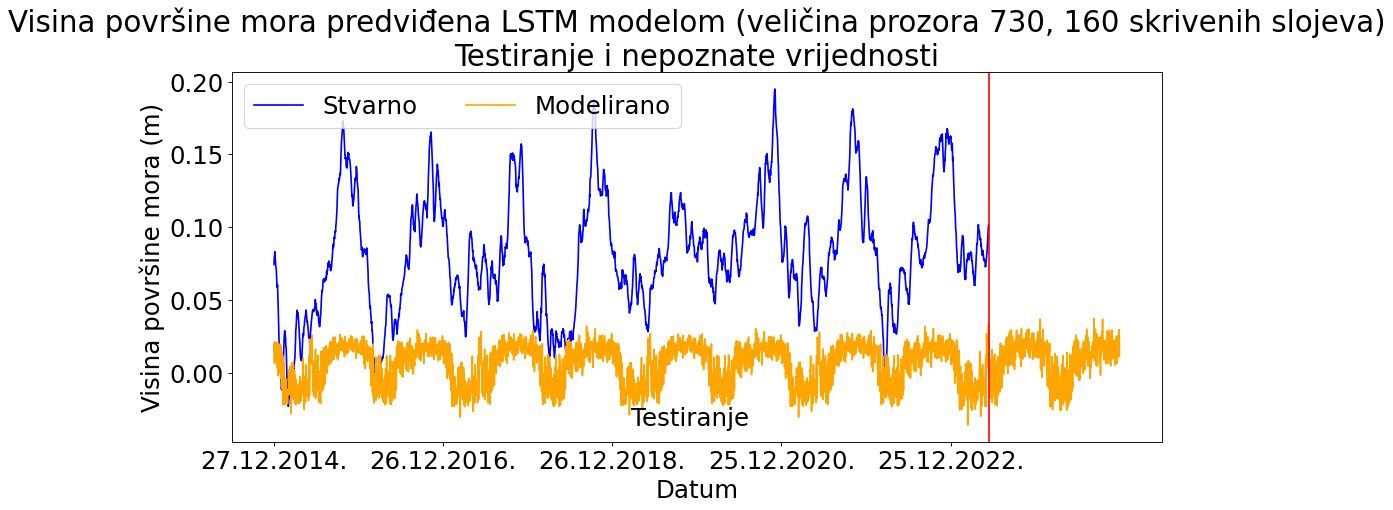 Visina površine mora predviđena LSTM modelom (veličina prozora 730, 160 skrivenih slojeva)
Testiranje i nepoznate vrijednosti
Stvarno
Modelirano
Visina površine mora (m)
0.20
0.15
0.10
0.05
0.00
Testiranje
27.12.2014.
26.12.2016.
26.12.2018.
25.12.2020.
25.12.2022.
Datum